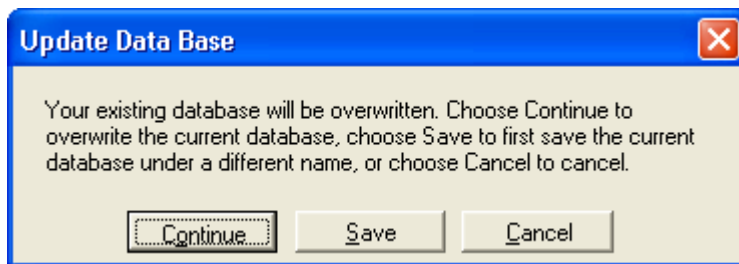 Update Data Base
Your existing database will be overwritten. Choose Continue to
overwrite the current database, choose Save to first save the current
database under a different name, or choose Cancel to cancel.
Continue
Save
Cancel